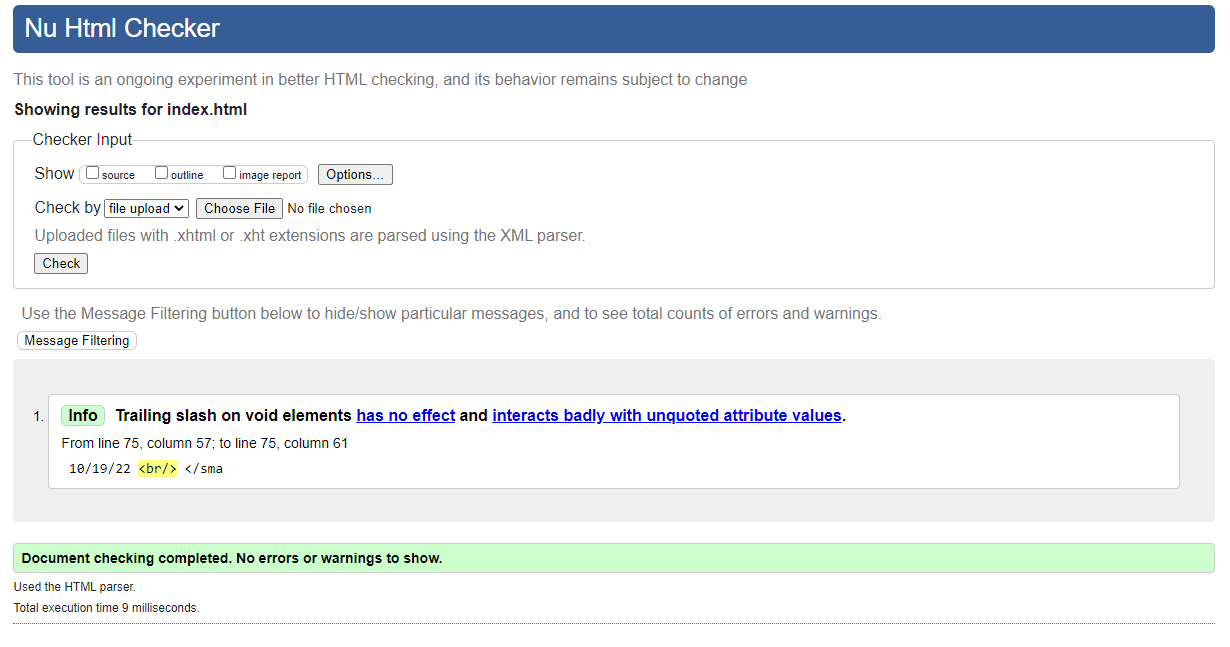 Nu Html Checker
This tool is an ongoing experiment in better HTML checking, and its behavior remains subject to change
Showing results for index.html
Checker Input
Show source outline image report Options...
Check by file upload Choose File No file chosen
Uploaded files with .xhtml or .xht extensions are parsed using the XML parser.
Check
Use the Message Filtering button below to hide/show particular messages, and to see total counts of errors and warnings.
Message Filtering
1. Info Trailing slash on void elements has no effect and interacts badly with unquoted attribute values.
From line 75, column 57; to line 75, column 61
10/19/22 <br/> </sma
Document checking completed. No errors or warnings to show.
Used the HTML parser.
Total execution time 9 milliseconds.